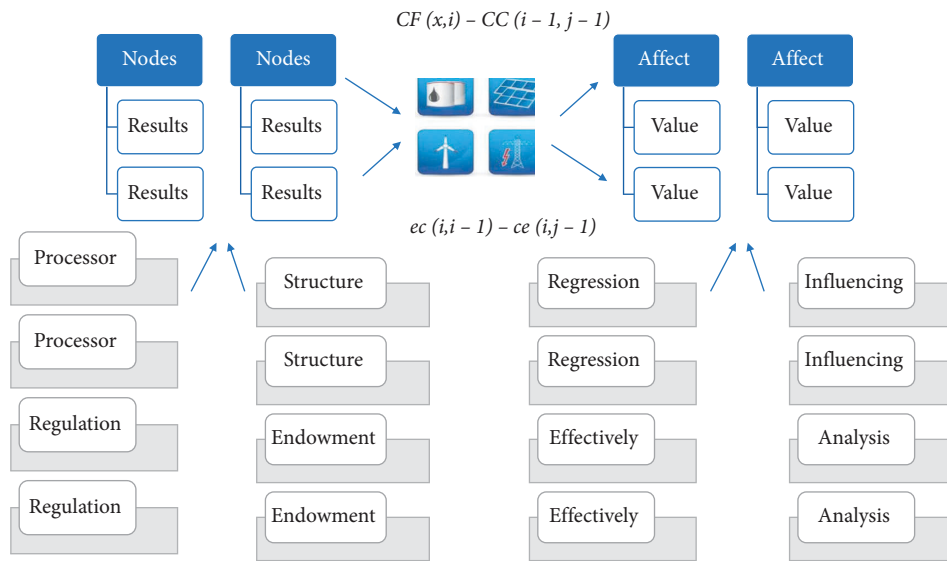 CF (x,i) – CC (i – 1, j – 1)
Nodes Nodes Affect Affect
Results Results Value Value
Results Results Value Value
ec (i,i – 1) – ce (i,j – 1)
Processor Structure Regression Influencing
Processor Structure Regression Influencing
Regulation Endowment Effectively Analysis
Regulation Endowment Effectively Analysis